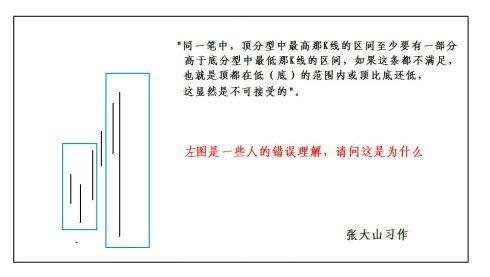 "同一笔中，顶分型中最高那K线的区间至少要有一部分
高于底分型中最低那K线的区间，如果这条都不满足，
也就是顶都在低（底）的范围内或顶比底还低，
这显然是不可接受的"。
左图是一些人的错误理解，请问这是为什么
张大山习作